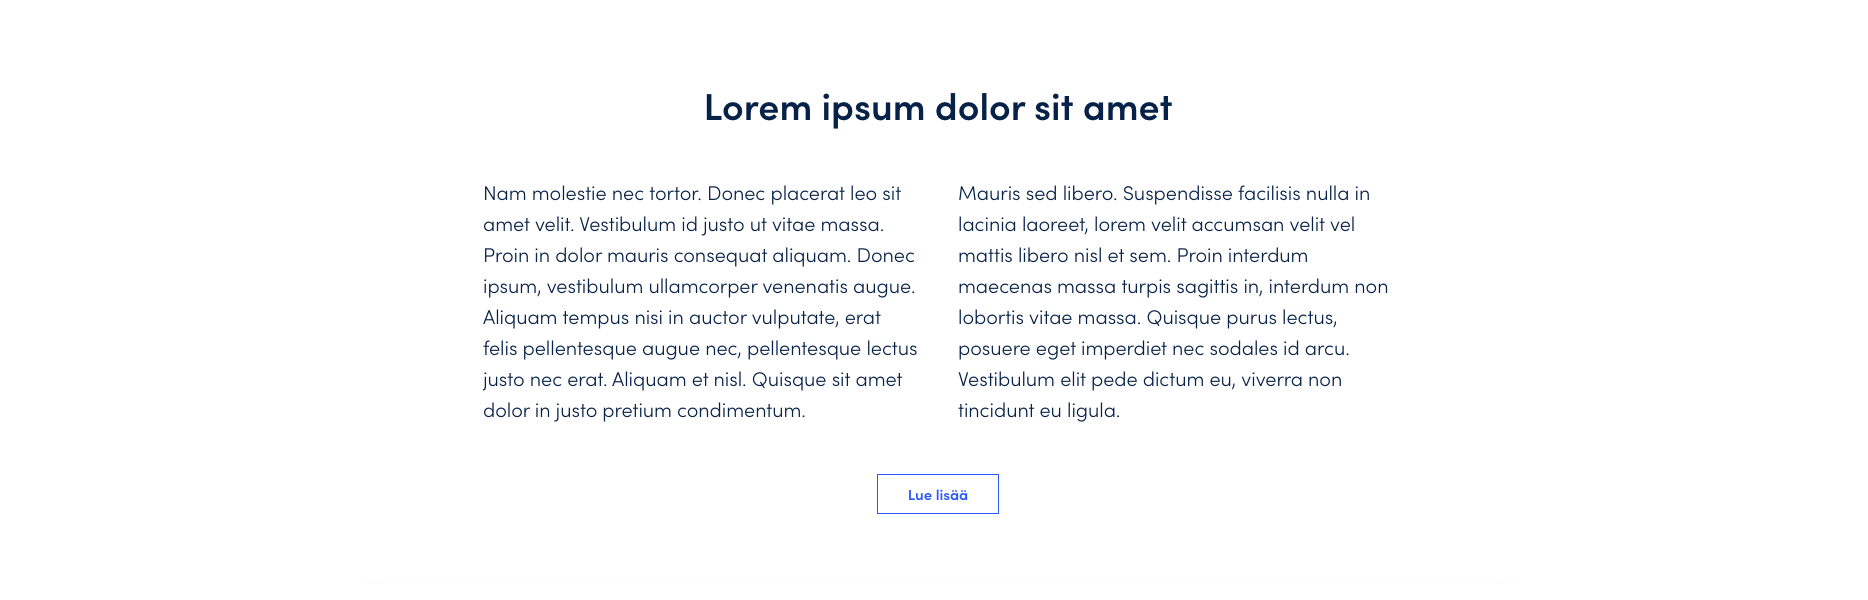 Lorem ipsum dolor sit amet
Nam molestie nec tortor. Donec placerat leo sit
amet velit. Vestibulum id justo ut vitae massa.
Proin in dolor mauris consequat aliquam. Donec
ipsum, vestibulum ullamcorper venenatis augue.
Aliquam tempus nisi in auctor vulputate, erat
felis pellentesque augue nec, pellentesque lectus
justo nec erat. Aliquam et nisl. Quisque sit amet
dolor in justo pretium condimentum.
Mauris sed libero. Suspendisse facilisis nulla in
lacinia laoreet, lorem velit accumsan velit vel
mattis libero nisl et sem. Proin interdum
maecenas massa turpis sagittis in, interdum non
lobortis vitae massa. Quisque purus lectus,
posuere eget imperdiet nec sodales id arcu.
Vestibulum elit pede dictum eu, viverra non
tincidunt eu ligula.
Lue lisää